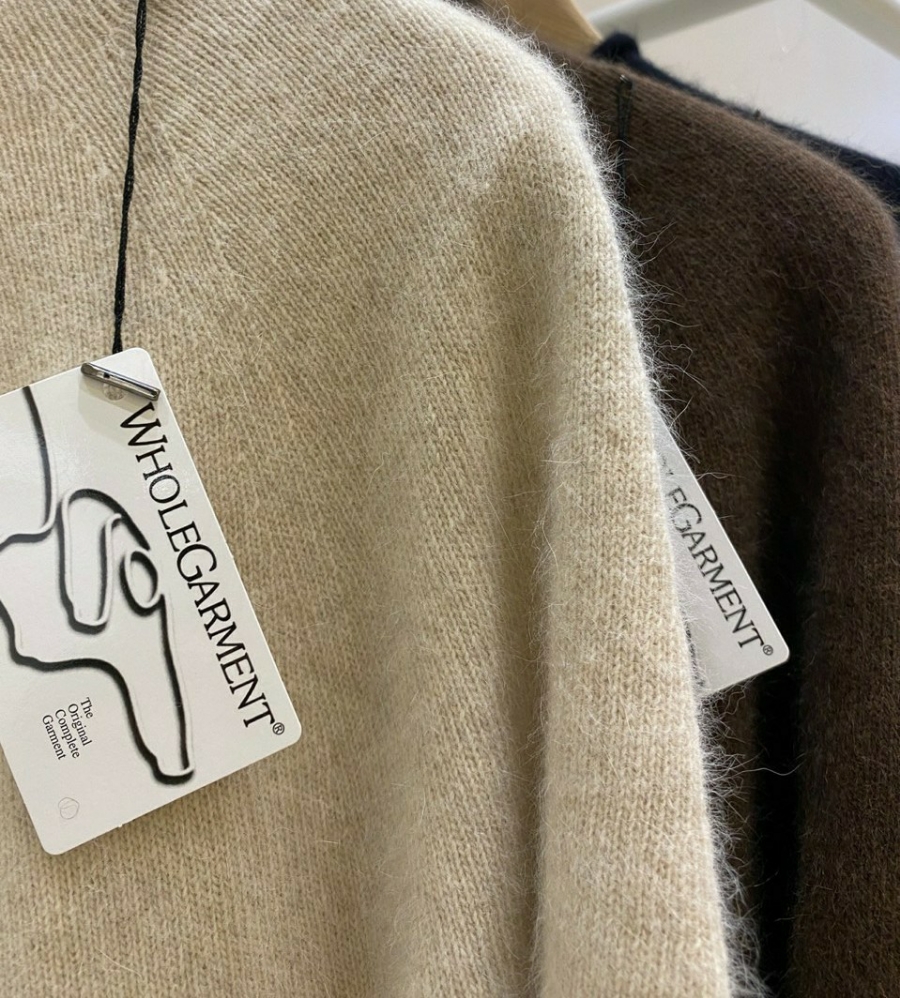 WHOLEGARMENT®
The
Original
Complete
Garment
EGARMENT®